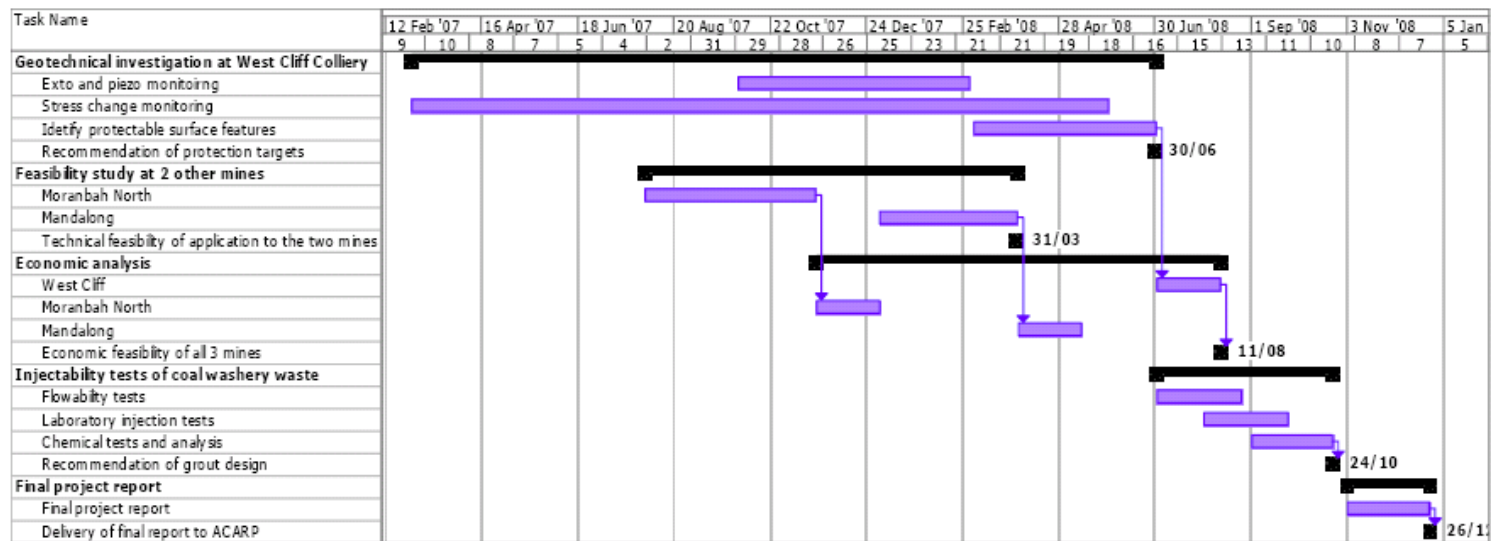 Task Name
12 Feb '07 16 Apr '07 18 Jun '07 20 Aug '07 22 Oct '07 24 Dec '07 25 Feb '08 28 Apr '08 30 Jun '08 1 Sep '08 3 Nov '08 5 Jan
9 10 8 7 5 4 2 31 29 28 26 25 23 21 21 19 18 16 15 13 11 10 8 7 5
Geotechnical investigation at West Cliff Colliery
Exto and piezo monitoirng
Stress change monitoring
Idetify protectable surface features
Recommendation of protection targets 30/06
Feasibility study at 2 other mines
Moranbah North
Mandalong
Technical feasibilty of application to the two mines 31/03
Economic analysis
West Cliff
Moranbah North
Mandalong
Economic feasibility of all 3 mines 11/08
Injectability tests of coal washery waste
Flowability tests
Laboratory injection tests
Chemical tests and analysis
Recommendation of grout design 24/10
Final project report
Final project report
Delivery of final report to ACARP 26/1